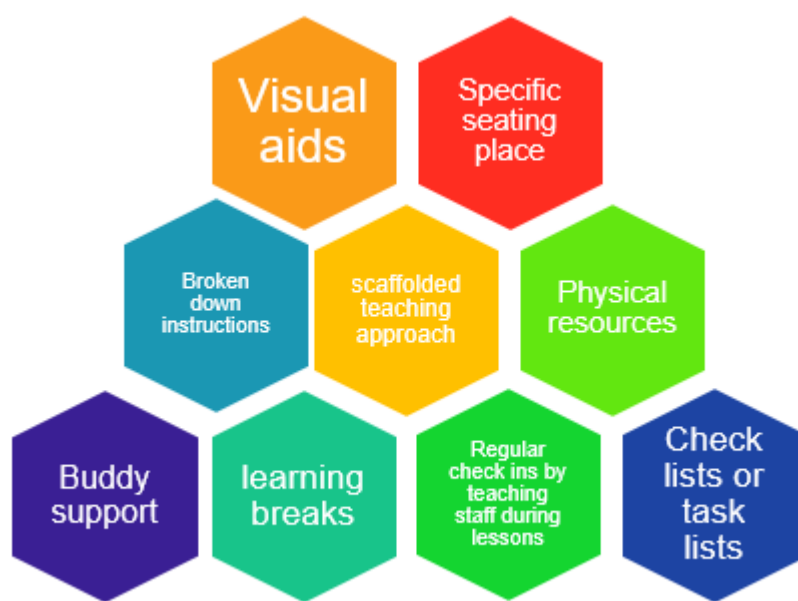 Visual
aids
Specific
seating
place
Broken
down
instructions
scaffolded
teaching
approach
Physical
resources
Buddy
support
learning
breaks
Regular
check ins by
teaching
staff during
lessons
Check
lists or
task
lists